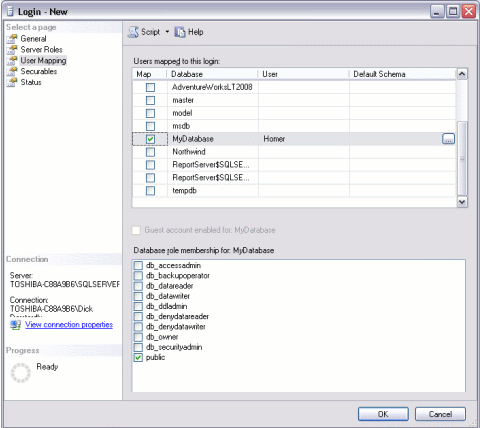 Login - New
Select a page
General
Server Roles
User Mapping
Securables
Status
Script
Help
Users mapped to this login:
Map Database User Default Schema
AdventureWorksLT2008
master
model
msdb
MyDatabase Homer ...
Northwind
ReportServer$SQLSE...
ReportServer$SQLSE...
tempdb
Guest account enabled for: MyDatabase
Database role membership for: MyDatabase
db_accessadmin
db_backupoperator
db_datareader
db_datawriter
db_ddladmin
db_denydatareader
db_denydatawriter
db_owner
db_securityadmin
public
Connection
Server:
TOSHIBA-C88A9B6\SQLSERVER
Connection:
TOSHIBA-C88A9B6\Dick
View connection properties
Progress
Ready
OK Cancel